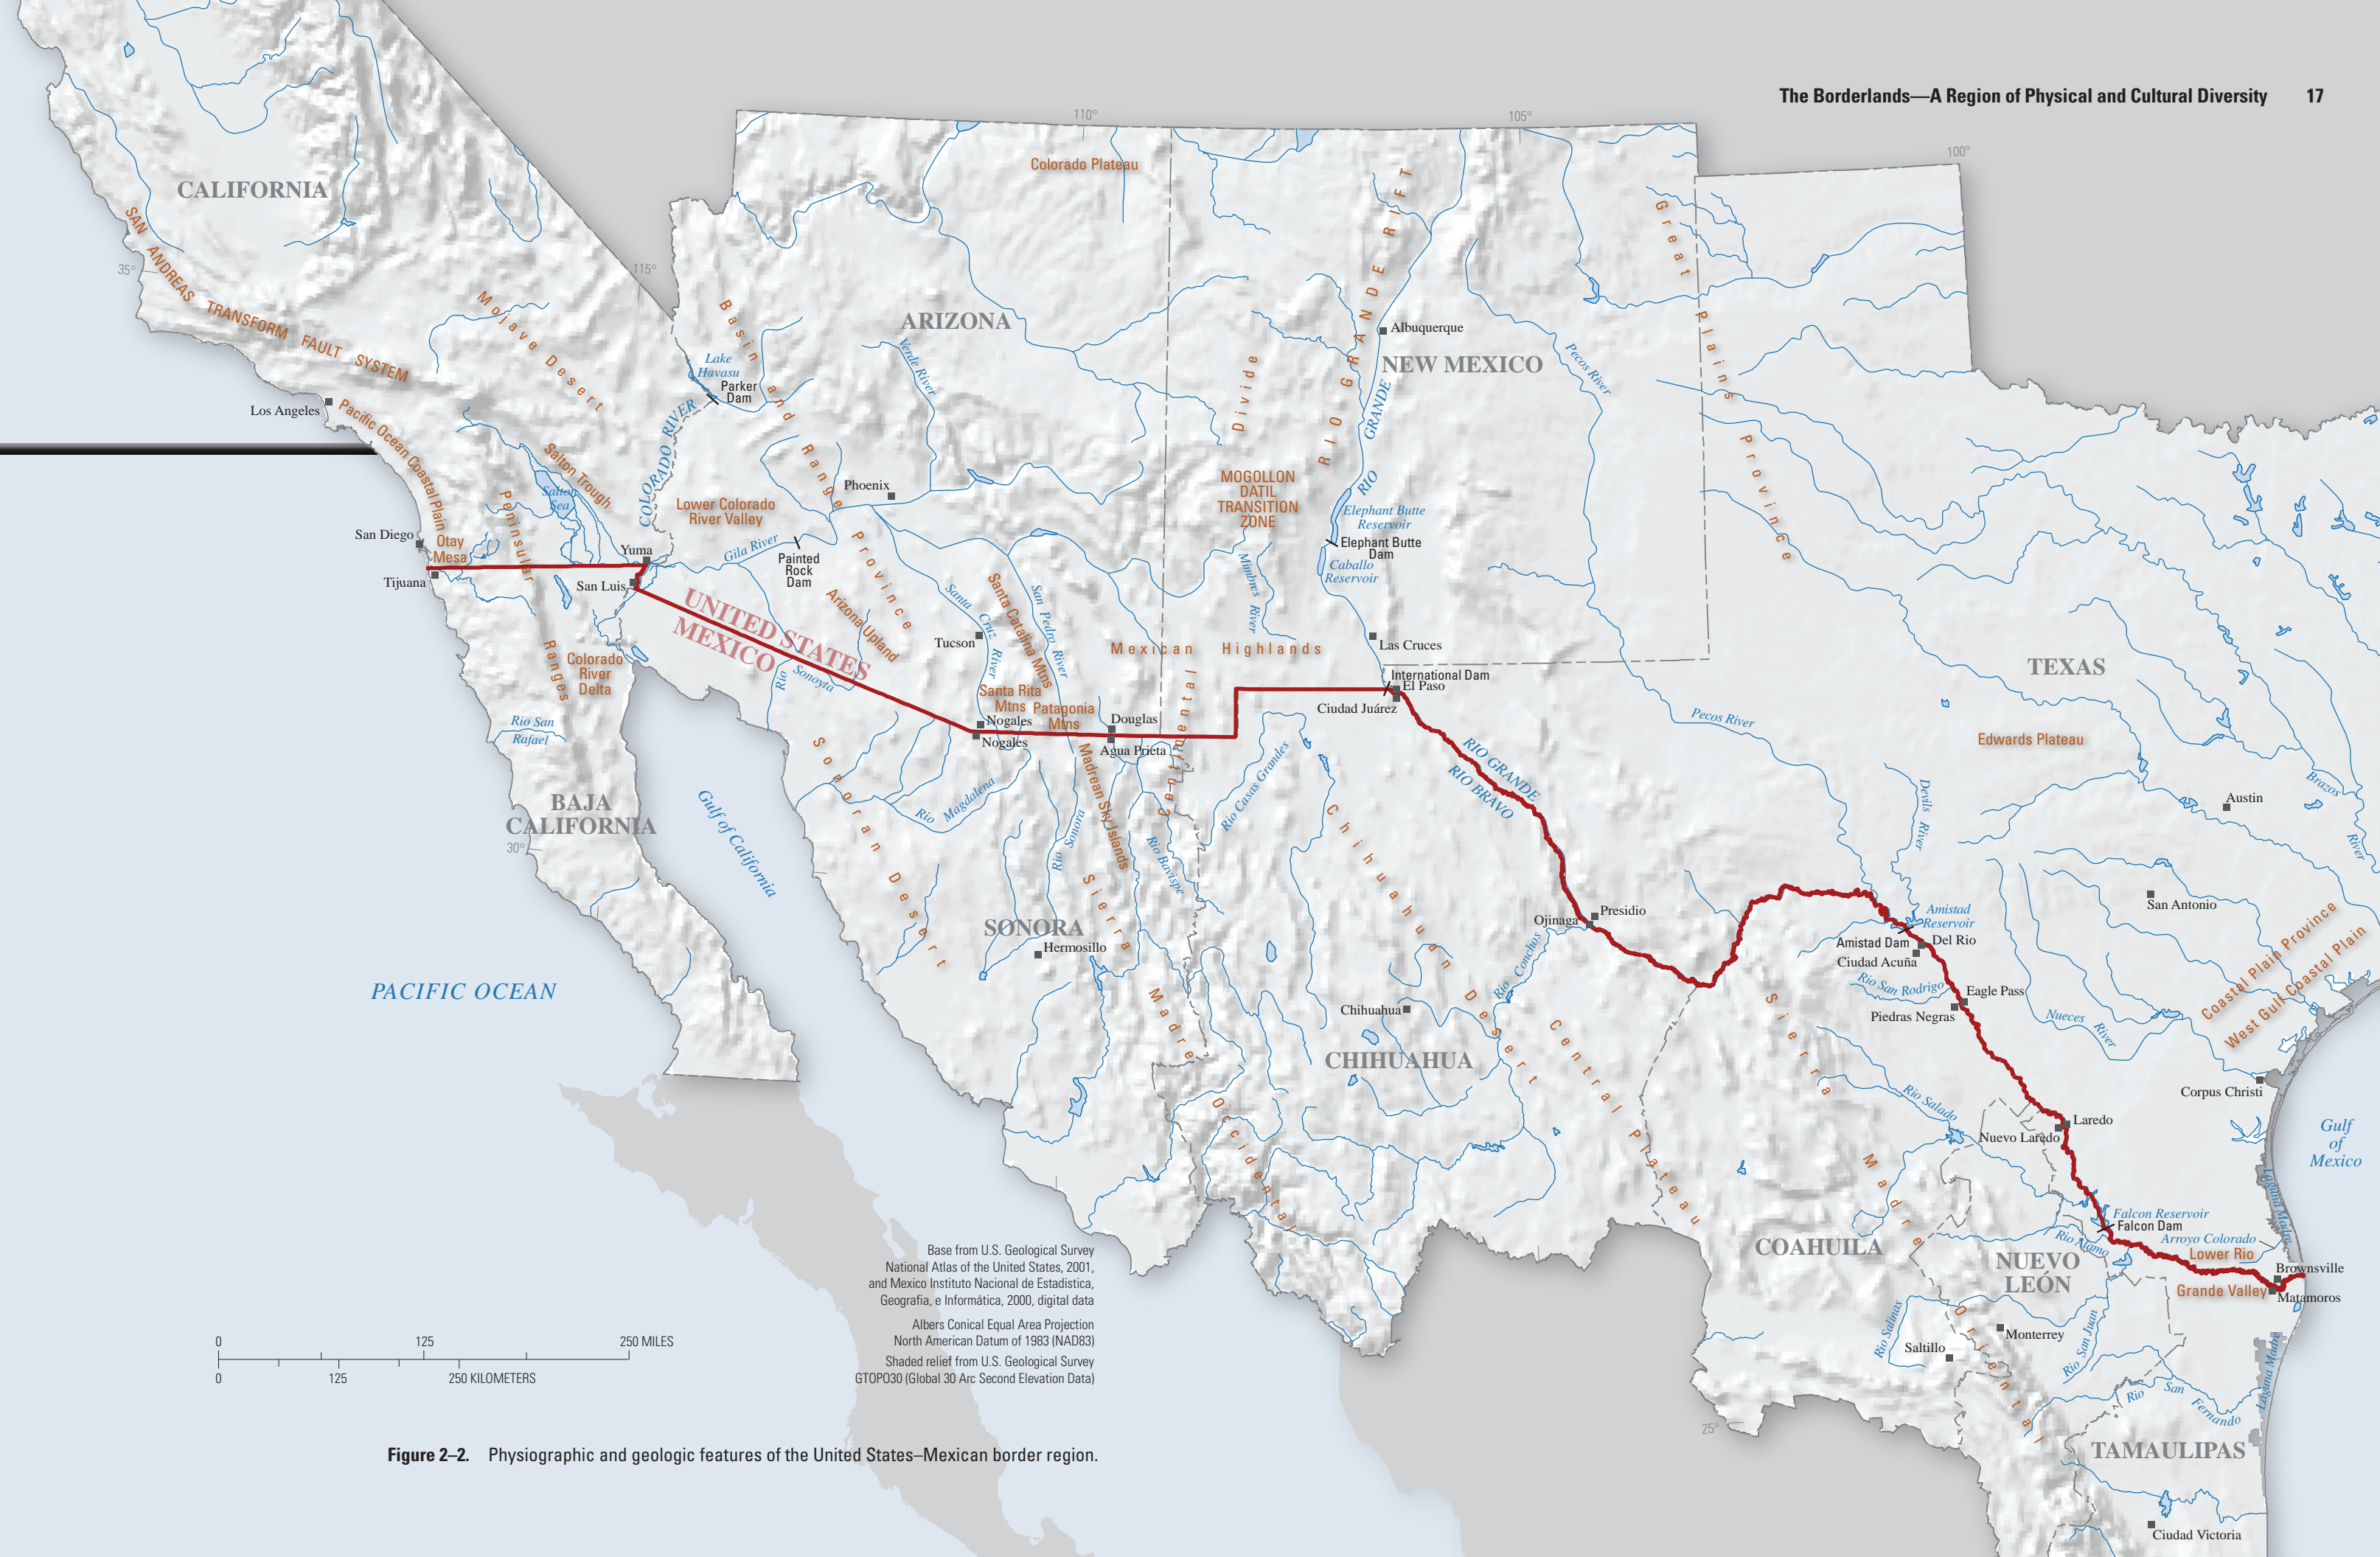 The Borderlands—A Region of Physical and Cultural Diversity 17
110°
105°
100°
115°
35°
30°
25°
CALIFORNIA
ARIZONA
NEW MEXICO
TEXAS
BAJA
CALIFORNIA
SONORA
CHIHUAHUA
COAHUILA
NUEVO
LEÓN
TAMAULIPAS
UNITED STATES
MEXICO
PACIFIC OCEAN
Gulf of California
Gulf
of
Mexico
SAN ANDREAS TRANSFORM FAULT SYSTEM
Mojave Desert
Pacific Ocean Coastal Plain
Salton Trough
Salton
Sea
Peninsular
Ranges
Otay
Mesa
Colorado
River
Delta
Rio San
Rafael
Los Angeles
San Diego
Tijuana
Yuma
San Luis
COLORADO RIVER
Lake
Havasu
Parker
Dam
Basin and Range Province
Colorado Plateau
Verde River
Phoenix
Lower Colorado
River Valley
Gila River
Painted
Rock
Dam
Arizona Upland
Santa Cruz River
Santa Catalina Mtns
San Pedro River
Tucson
Santa Rita
Mtns
Patagonia
Mtns
Rio Sonoyta
Nogales
Nogales
Douglas
Agua Prieta
Mexican Highlands
Continental
Divide
MOGOLLON
DATIL
TRANSITION
ZONE
Mimbres River
RIO GRANDE RIFT
RIO GRANDE
Albuquerque
Elephant Butte
Reservoir
Elephant Butte
Dam
Caballo
Reservoir
Las Cruces
International Dam
El Paso
Ciudad Juárez
Pecos River
Great Plains Province
Pecos River
RIO GRANDE
RIO BRAVO
Edwards Plateau
Devils River
Brazos River
Austin
San Antonio
Sonoran Desert
Rio Magdalena
Rio Sonora
Madrean Sky Islands
Rio Bavispe
Rio Casas Grandes
Hermosillo
Sierra Madre Occidental
Chihuahuan Desert
Chihuahua
Rio Conchos
Ojinaga
Presidio
Central Plateau
Amistad
Reservoir
Amistad Dam
Del Rio
Ciudad Acuña
Rio San Rodrigo
Eagle Pass
Piedras Negras
Sierra Madre Oriental
Nueces River
Coastal Plain Province
West Gulf Coastal Plain
Corpus Christi
Rio Salado
Laredo
Nuevo Laredo
Laguna Madre
Falcon Reservoir
Falcon Dam
Rio Alamo
Arroyo Colorado
Lower Rio
Grande Valley
Brownsville
Matamoros
Rio Salinas
Monterrey
Saltillo
Rio San Juan
Rio San Fernando
Laguna Madre
Ciudad Victoria
Base from U.S. Geological Survey
National Atlas of the United States, 2001,
and Mexico Instituto Nacional de Estadistica,
Geografia, e Informática, 2000, digital data
Albers Conical Equal Area Projection
North American Datum of 1983 (NAD83)
Shaded relief from U.S. Geological Survey
GTOPO30 (Global 30 Arc Second Elevation Data)
0 125 250 MILES
0 125 250 KILOMETERS
Figure 2–2. Physiographic and geologic features of the United States–Mexican border region.